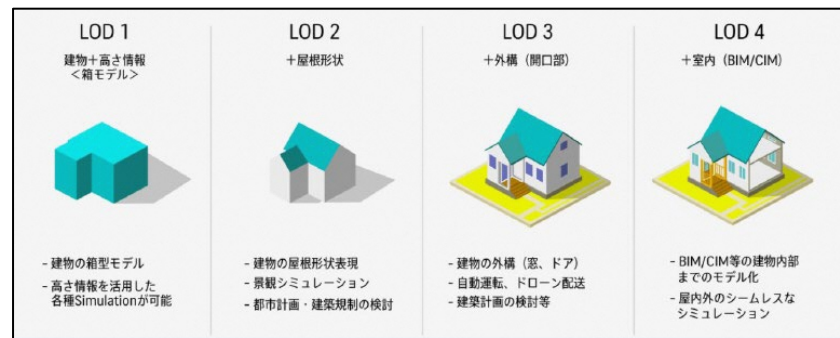 LOD 1
建物+高さ情報
<箱モデル>
- 建物の箱型モデル
- 高さ情報を活用した
各種Simulationが可能
LOD 2
+屋根形状
- 建物の屋根形状表現
- 景観シミュレーション
- 都市計画・建築規制の検討
LOD 3
+外構（開口部）
- 建物の外構（窓、ドア）
- 自動運転、ドローン配送
- 建築計画の検討等
LOD 4
+室内（BIM/CIM）
- BIM/CIM等の建物内部
までのモデル化
- 屋内外のシームレスな
シミュレーション